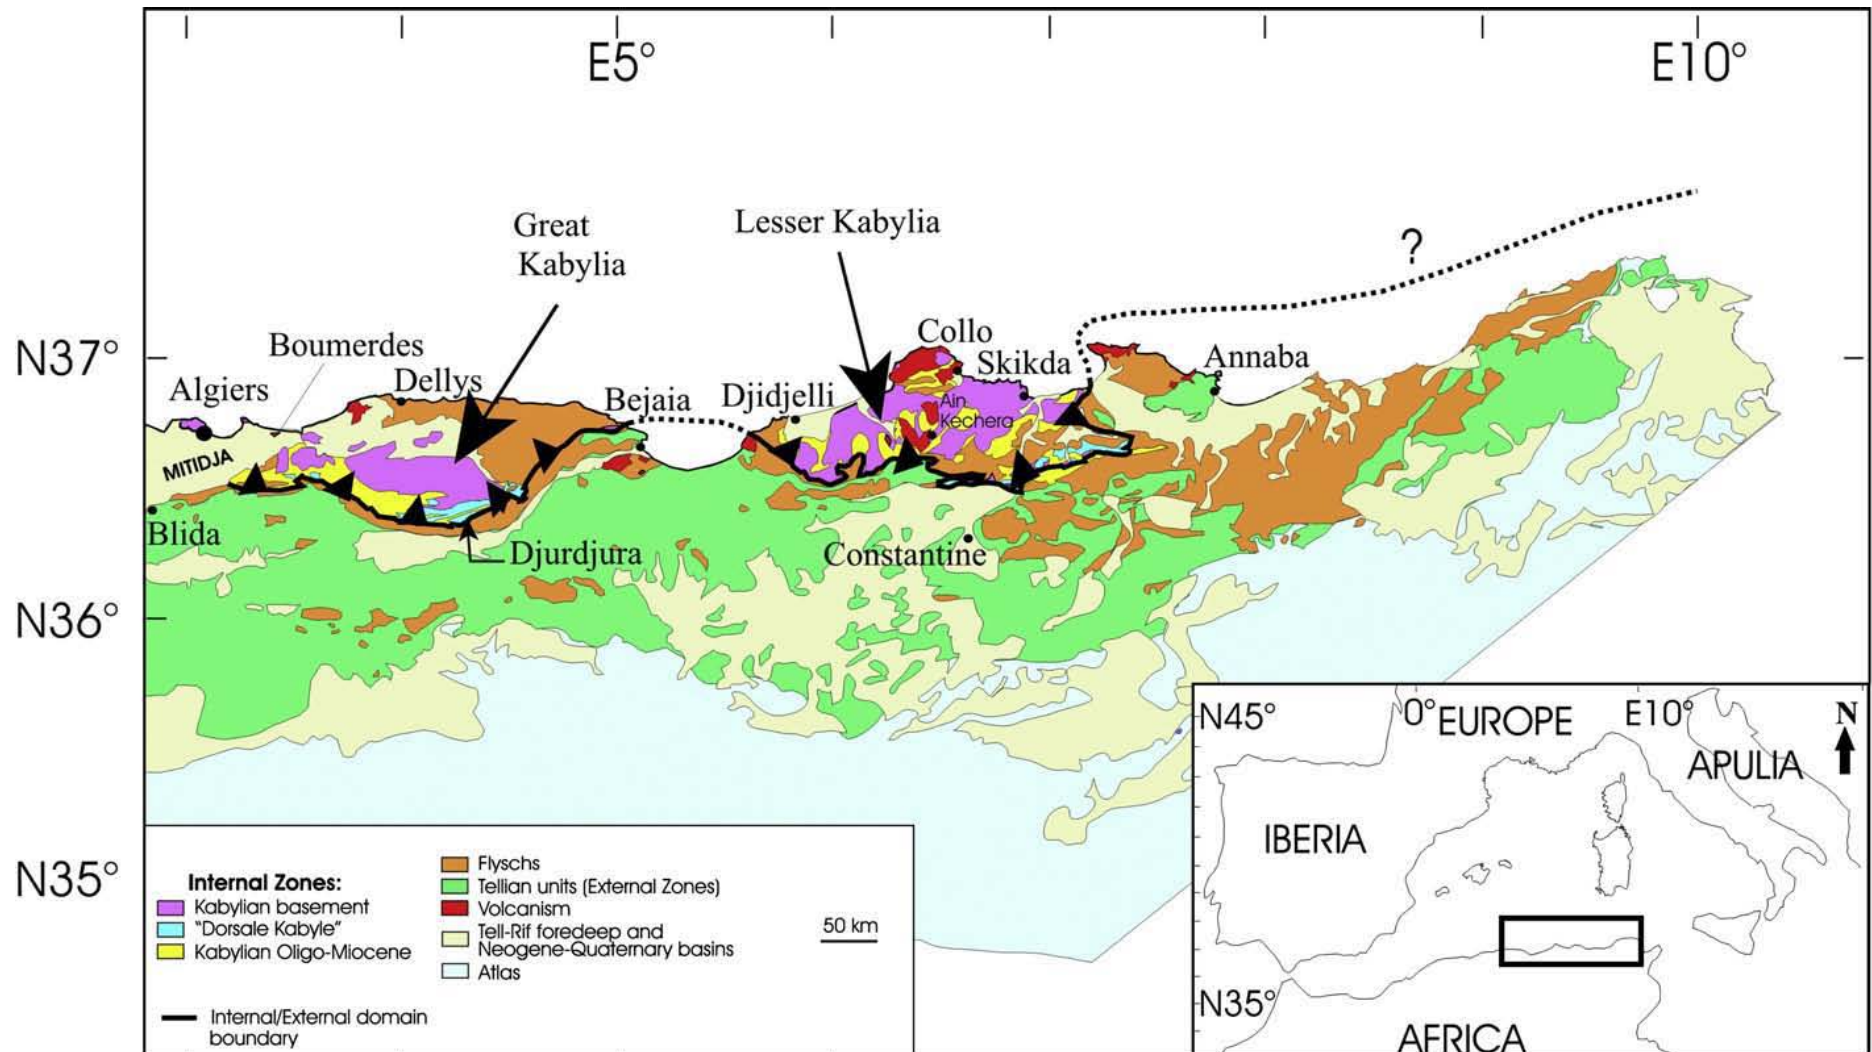 E5°
E10°
Great
Kabylia
Lesser Kabylia
?
N37°
Boumerdes
Collo
Skikda
Annaba
Algiers
Dellys
Bejaia
Djidjelli
Ain
Kechera
MITIDJA
Blida
Djurdjura
Constantine
N36°
N35°
Internal Zones:
Kabylian basement
"Dorsale Kabyle"
Kabylian Oligo-Miocene
Flyschs
Tellian units (External Zones)
Volcanism
Tell-Rif foredeep and
Neogene-Quaternary basins
Atlas
50 km
Internal/External domain
boundary
N45°
0°
EUROPE
E10°
N
APULIA
IBERIA
N35°
AFRICA